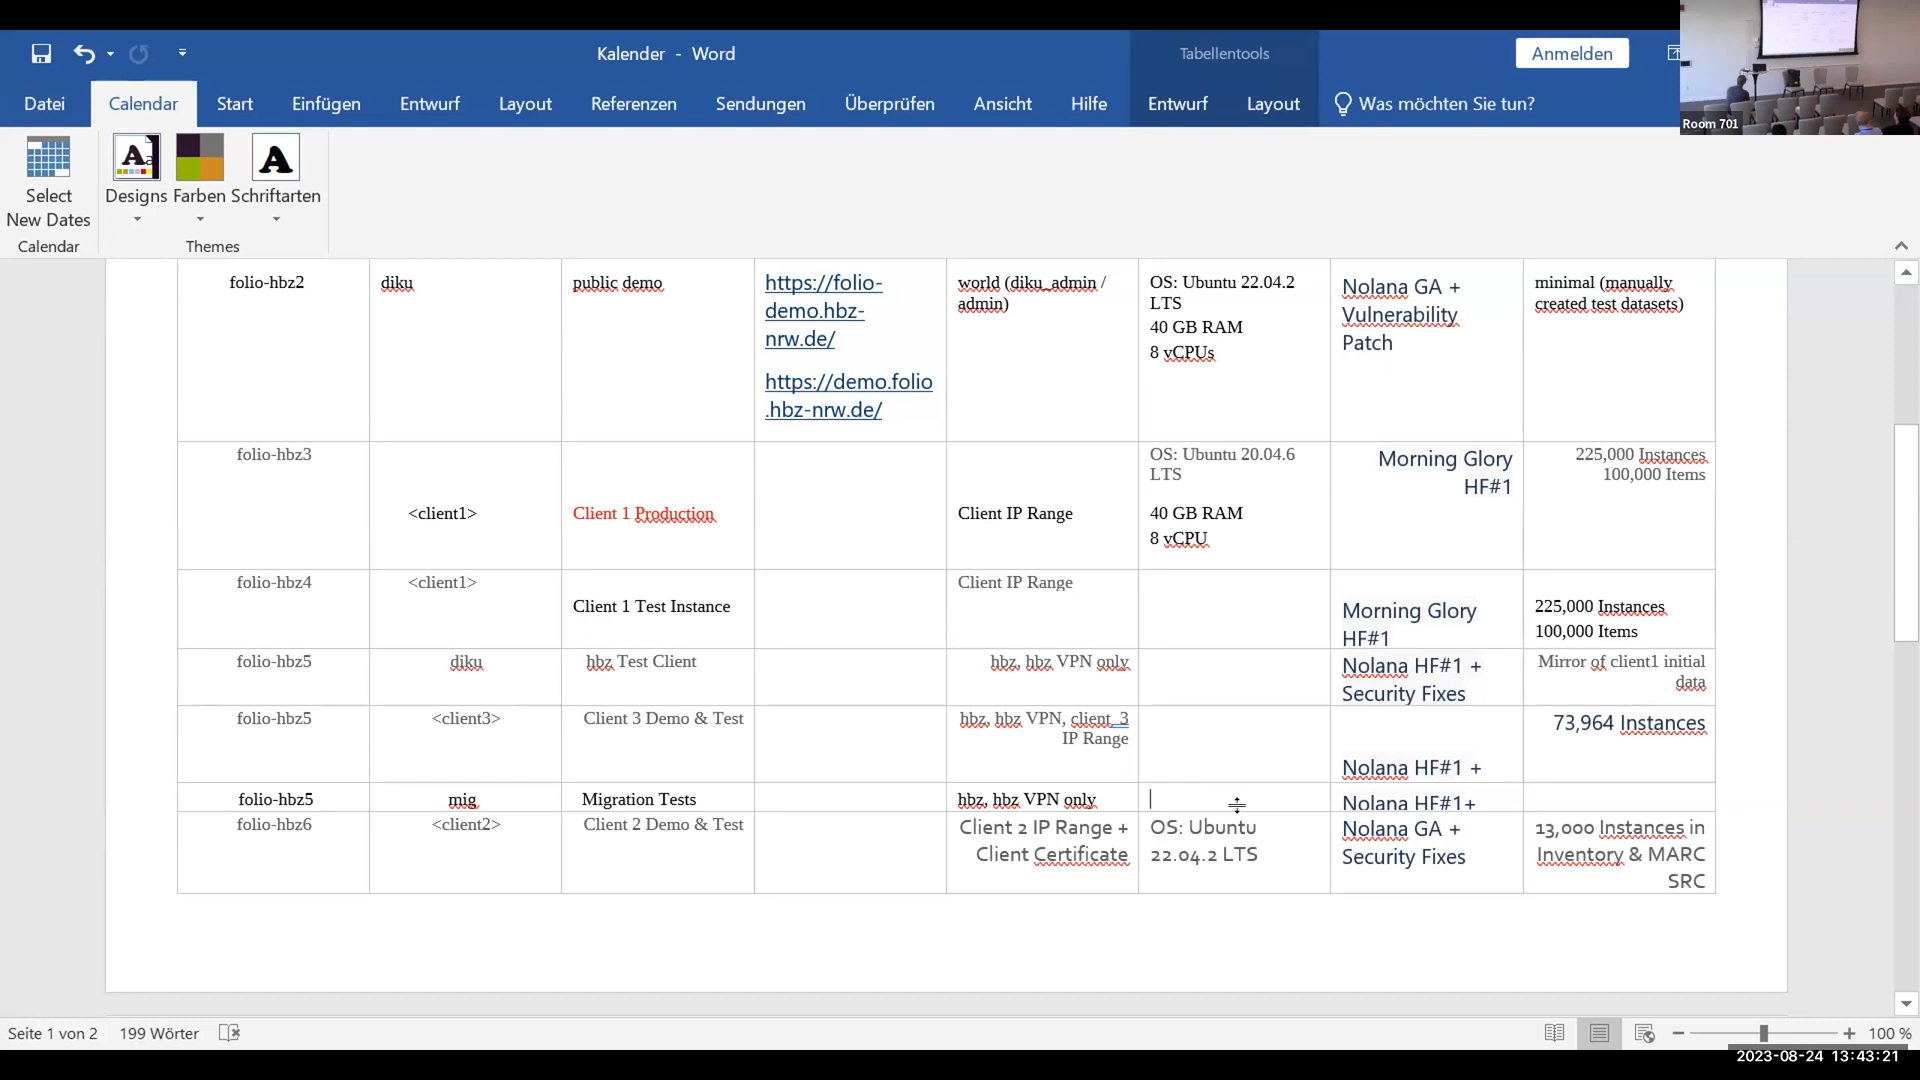 Kalender - Word
Tabellentools
Anmelden
Datei
Calendar
Start
Einfügen
Entwurf
Layout
Referenzen
Sendungen
Überprüfen
Ansicht
Hilfe
Entwurf
Layout
Was möchten Sie tun?
Room 701
Select
New Dates
Designs
Farben
Schriftarten
Calendar
Themes
folio-hbz2
diku
public demo
https://folio-
demo.hbz-
nrw.de/
https://demo.folio
.hbz-nrw.de/
world (diku_admin /
admin)
OS: Ubuntu 22.04.2
LTS
40 GB RAM
8 vCPUs
Nolana GA +
Vulnerability
Patch
minimal (manually
created test datasets)
folio-hbz3
<client1>
Client 1 Production
Client IP Range
OS: Ubuntu 20.04.6
LTS
40 GB RAM
8 vCPU
Morning Glory
HF#1
225,000 Instances
100,000 Items
folio-hbz4
<client1>
Client 1 Test Instance
Client IP Range
Morning Glory
HF#1
225,000 Instances
100,000 Items
folio-hbz5
diku
hbz Test Client
hbz, hbz VPN only
Nolana HF#1 +
Security Fixes
Mirror of client1 initial
data
folio-hbz5
<client3>
Client 3 Demo & Test
hbz, hbz VPN, client_3
IP Range
Nolana HF#1 +
73,964 Instances
folio-hbz5
mig
Migration Tests
hbz, hbz VPN only
Nolana HF#1+
folio-hbz6
<client2>
Client 2 Demo & Test
Client 2 IP Range +
Client Certificate
OS: Ubuntu
22.04.2 LTS
Nolana GA +
Security Fixes
13,000 Instances in
Inventory & MARC
SRC
Seite 1 von 2
199 Wörter
100 %
2023-08-24 13:43:21